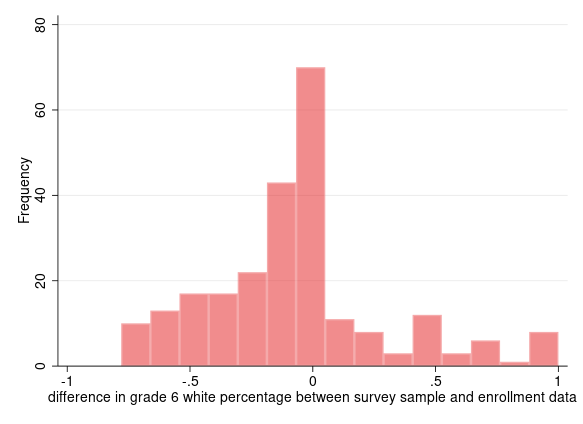 80
60
40
20
0
Frequency
-1 -.5 0 .5 1
difference in grade 6 white percentage between survey sample and enrollment data